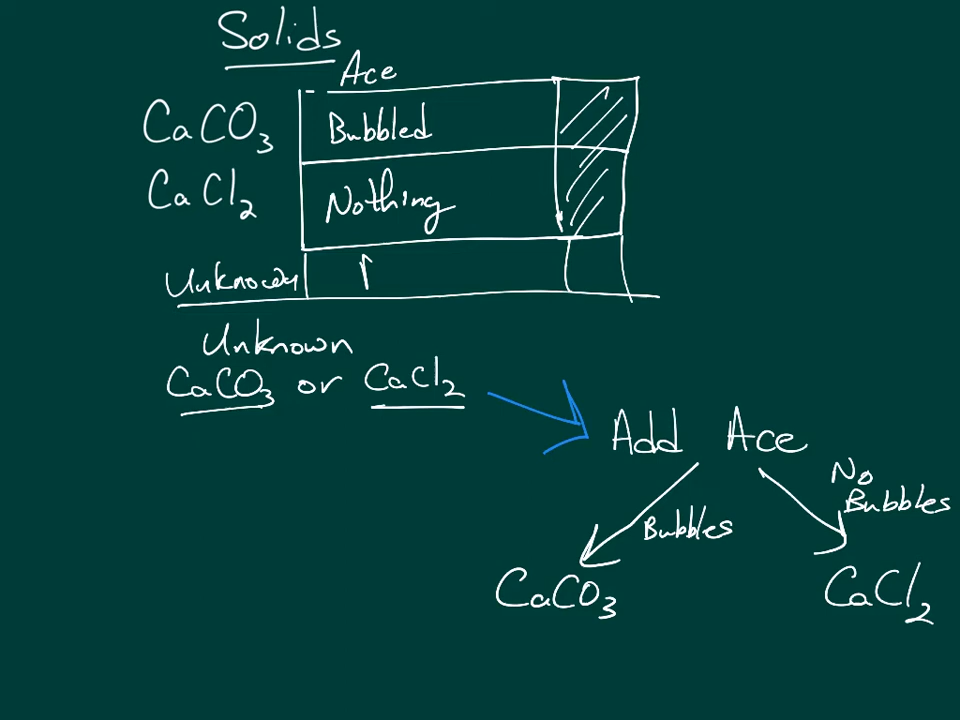 Solids
Ace
CaCO₃ Bubbled
CaCl₂ Nothing
Unknown
Unknown
CaCO₃ or CaCl₂
Add Ace
No
Bubbles
Bubbles
CaCO₃
CaCl₂